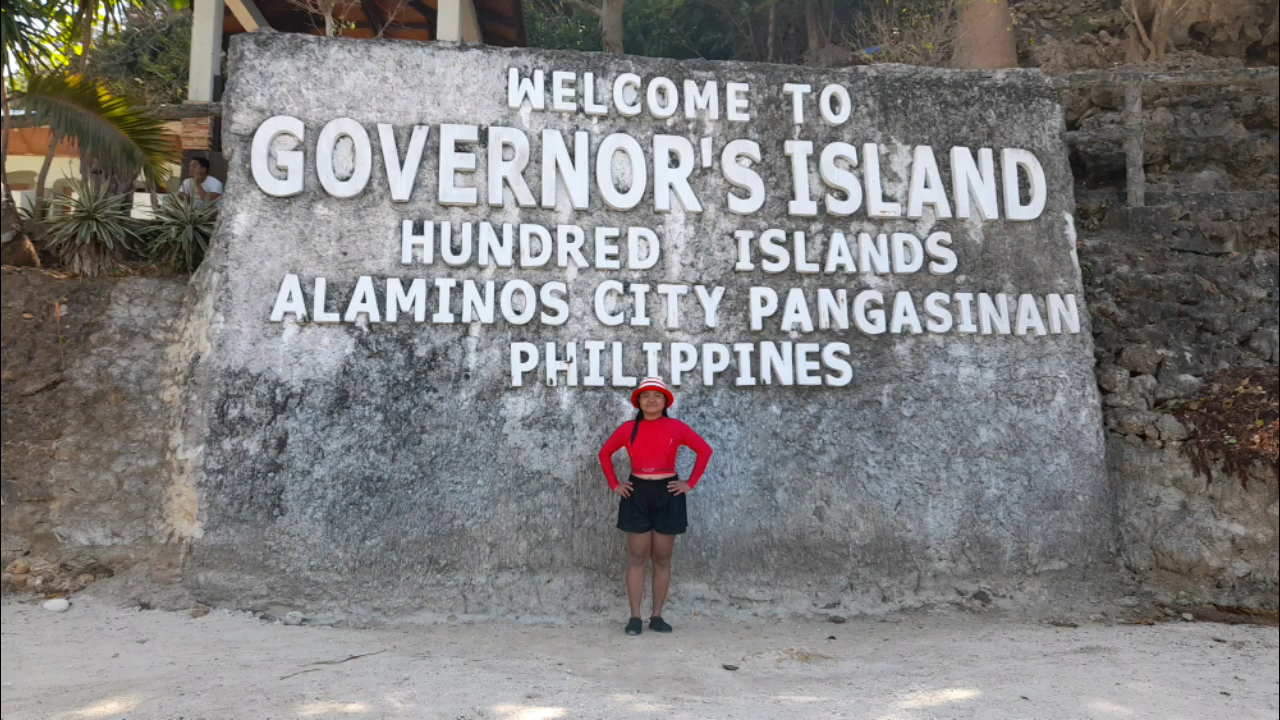 WELCOME TO
GOVERNOR'S ISLAND
HUNDRED ISLANDS
ALAMINOS CITY PANGASINAN
PHILIPPINES